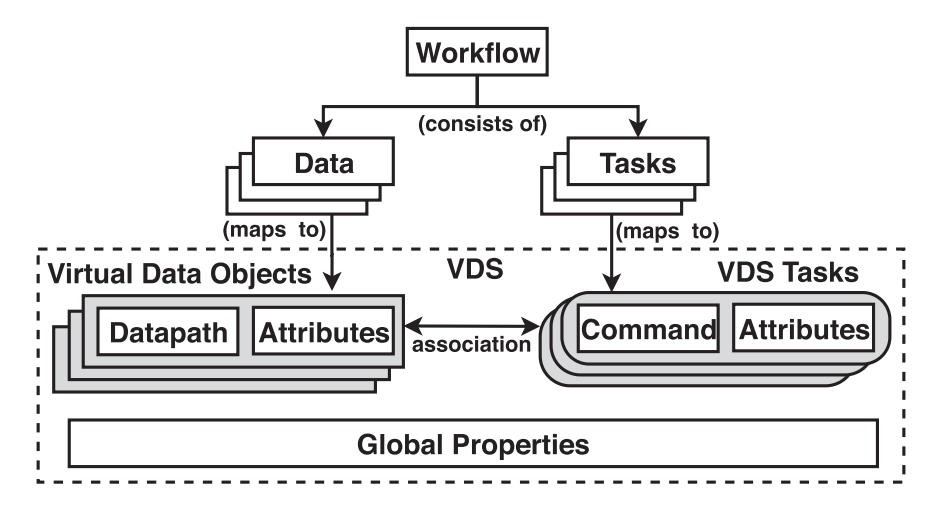 Workflow
(consists of)
Data
Tasks
(maps to)
(maps to)
Virtual Data Objects
VDS
VDS Tasks
Datapath
Attributes
association
Command
Attributes
Global Properties